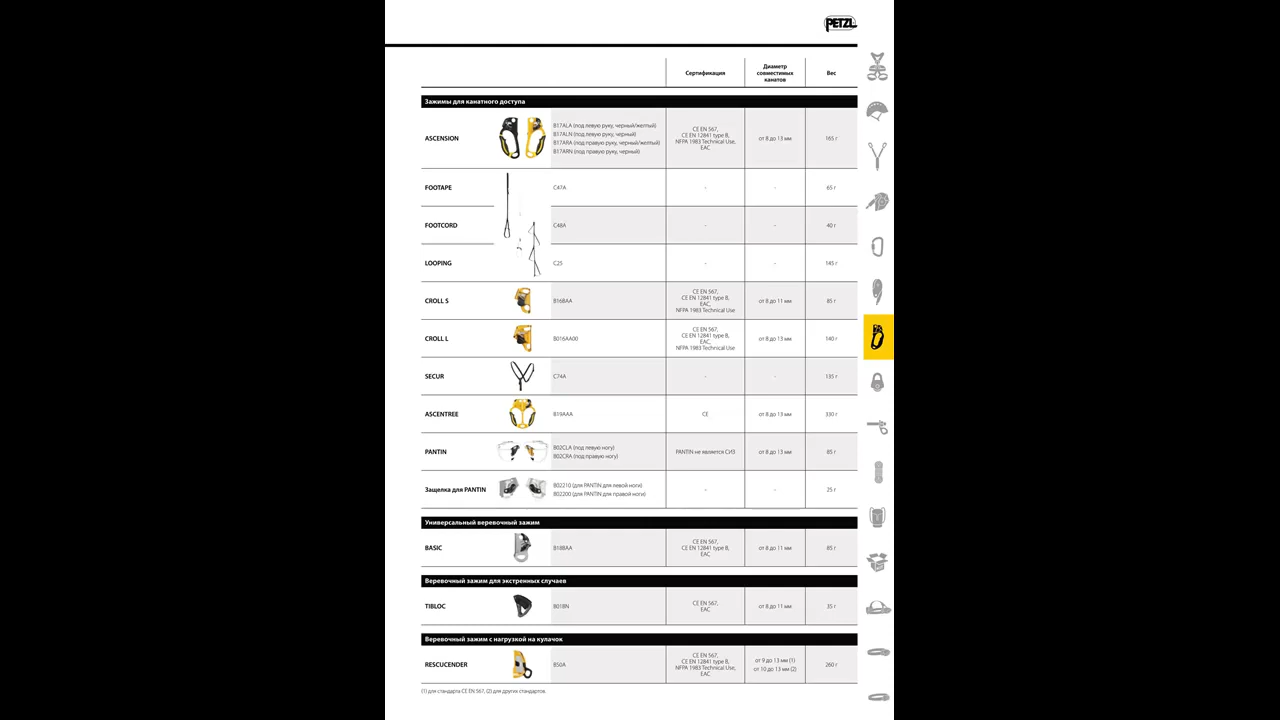 PETZL
Сертификация
Диаметр
совместимых
канатов
Вес
Зажимы для канатного доступа
ASCENSION
B17ALA (под левую руку, черный/желтый)
B17ALN (под левую руку, черный)
B17ARA (под правую руку, черный/желтый)
B17ARN (под правую руку, черный)
CE EN 567,
CE EN 12841 type B,
NFPA 1983 Technical Use,
EAC
от 8 до 13 мм
165 г
FOOTAPE
C47A
-
-
65 г
FOOTCORD
C48A
-
-
40 г
LOOPING
C25
-
-
145 г
CROLL S
B16BAA
CE EN 567,
CE EN 12841 type B,
EAC,
NFPA 1983 Technical Use
от 8 до 11 мм
85 г
CROLL L
B016AA00
CE EN 567,
CE EN 12841 type B,
EAC,
NFPA 1983 Technical Use
от 8 до 13 мм
140 г
SECUR
C74A
-
-
135 г
ASCENTREE
B19AAA
CE
от 8 до 13 мм
330 г
PANTIN
B02CLA (под левую ногу)
B02CRA (под правую ногу)
PANTIN не является СИЗ
от 8 до 13 мм
85 г
Защелка для PANTIN
B02210 (для PANTIN для левой ноги)
B02200 (для PANTIN для правой ноги)
-
-
25 г
Универсальный веревочный зажим
BASIC
B18BAA
CE EN 567,
CE EN 12841 type B,
EAC
от 8 до 11 мм
85 г
Веревочный зажим для экстренных случаев
TIBLOC
B01BN
CE EN 567,
EAC
от 8 до 11 мм
35 г
Веревочный зажим с нагрузкой на кулачок
RESCUCENDER
B50A
CE EN 567,
CE EN 12841 type B,
NFPA 1983 Technical Use,
EAC
от 9 до 13 мм (1)
от 10 до 13 мм (2)
260 г
(1) для стандарта CE EN 567, (2) для других стандартов.